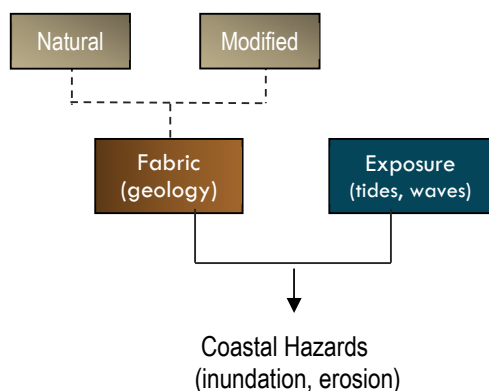 Natural
Modified
Fabric
(geology)
Exposure
(tides, waves)
Coastal Hazards
(inundation, erosion)